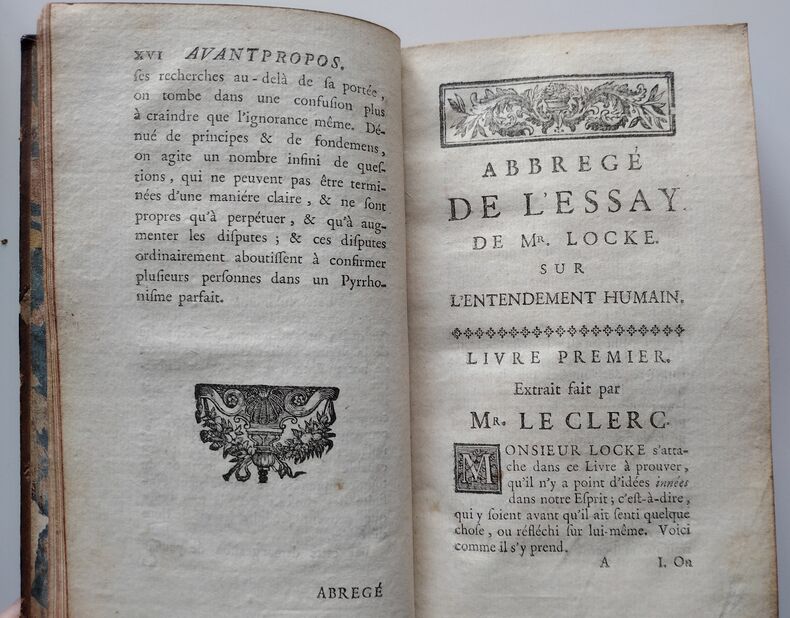 XVI AVANTPROPOS.
ſes recherches au-delà de ſa portée,
on tombe dans une confuſion plus
à craindre que l'ignorance même. Dé-
nué de principes & de fondemens,
on agite un nombre infini de queſ-
tions, qui ne peuvent pas être termi-
nées d'une maniére claire, & ne ſont
propres qu'à perpétuer, & qu'à aug-
menter les diſputes; & ces diſputes
ordinairement aboutiſſent à confirmer
pluſieurs perſonnes dans un Pyrrho-
niſme parfait.
ABREGÉ
ABBREGÉ
DE L'ESSAY.
DE MR. LOCKE.
SUR
L'ENTENDEMENT HUMAIN.
LIVRE PREMIER.
Extrait fait par
MR. LE CLERC.
MONSIEUR LOCKE s'atta-
che dans ce Livre à prouver,
qu'il n'y a point d'idées innées
dans notre Eſprit; c'eſt-à-dire,
qui y ſoient avant qu'il ait ſenti quelque
choſe, ou réfléchi ſur lui-même. Voici
comme il s'y prend.
A I. On